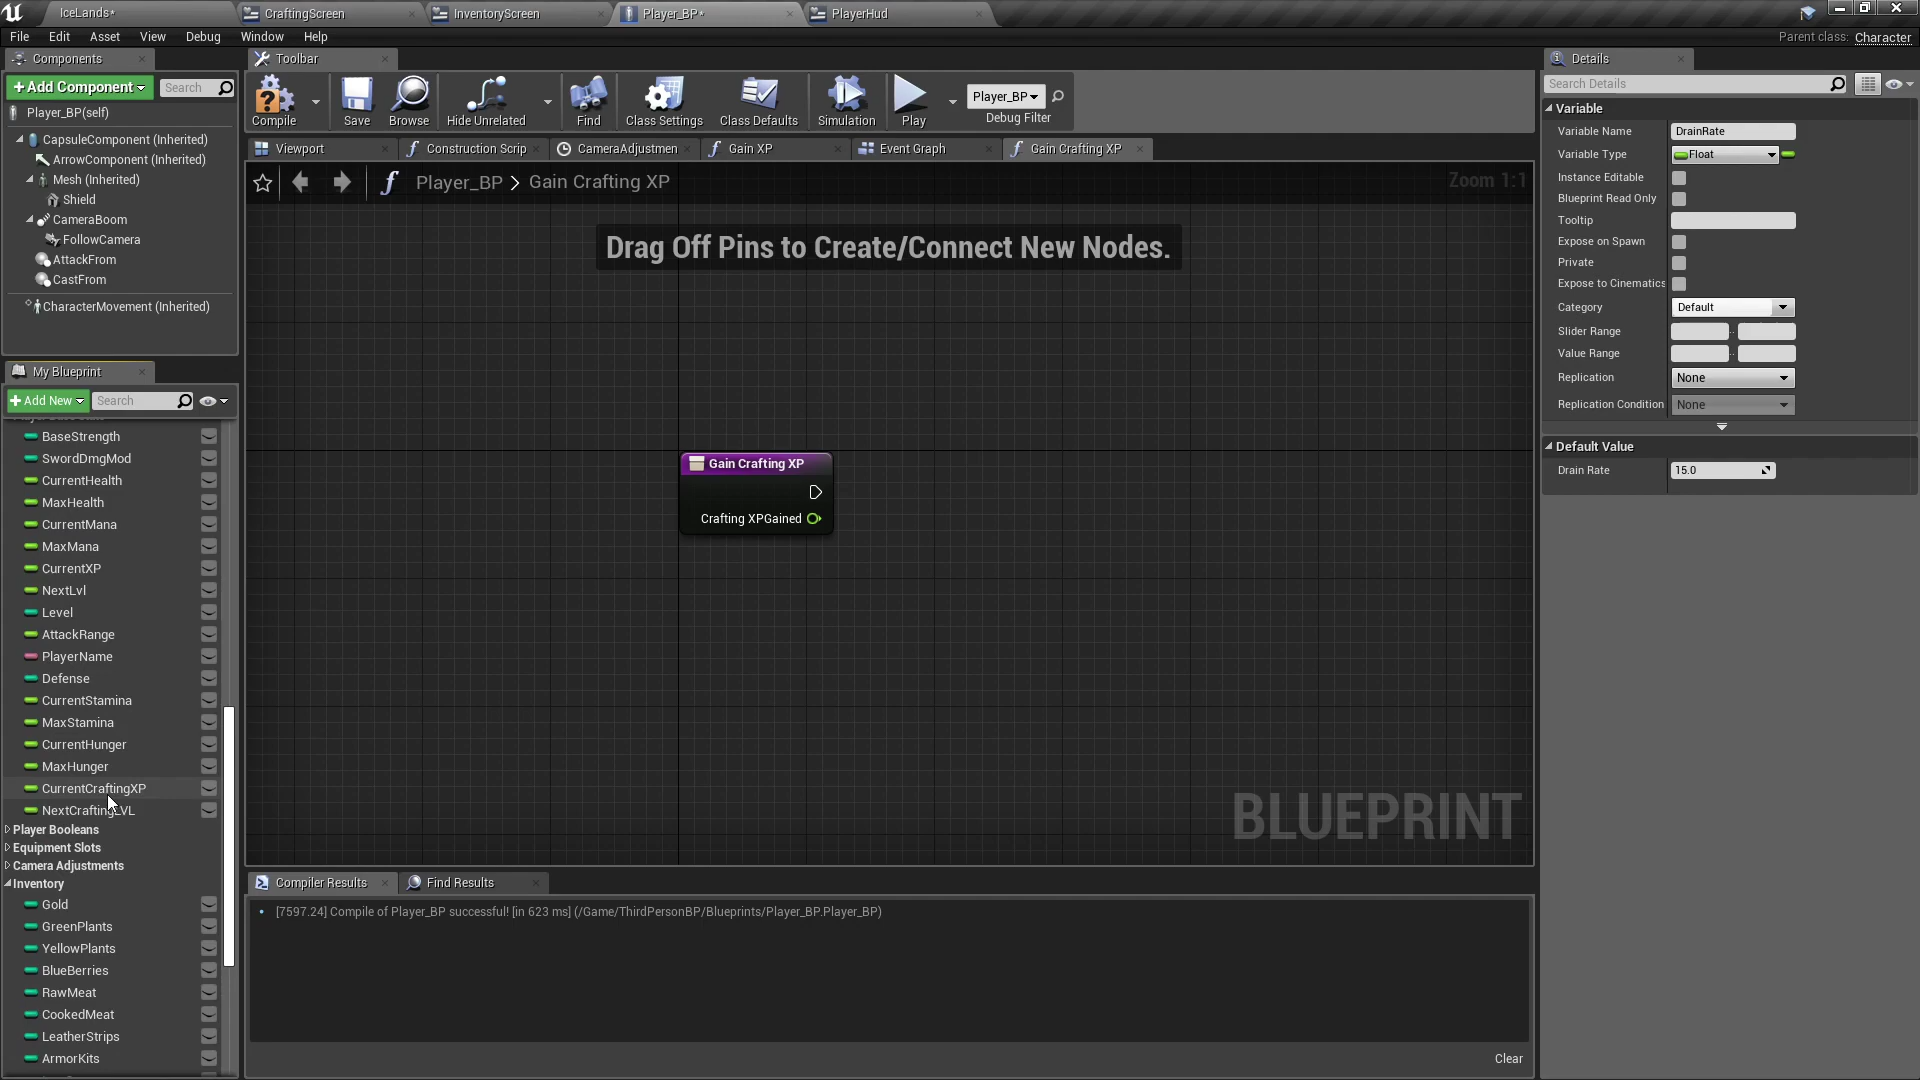 IceLands*
CraftingScreen
InventoryScreen
Player_BP*
PlayerHud
File Edit Asset View Debug Window Help
Parent class: Character
Components
+Add Component
Search
Player_BP(self)
CapsuleComponent (Inherited)
ArrowComponent (Inherited)
Mesh (Inherited)
Shield
CameraBoom
FollowCamera
AttackFrom
CastFrom
CharacterMovement (Inherited)
My Blueprint
+Add New
Search
BaseStrength
SwordDmgMod
CurrentHealth
MaxHealth
CurrentMana
MaxMana
CurrentXP
NextLvl
Level
AttackRange
PlayerName
Defense
CurrentStamina
MaxStamina
CurrentHunger
MaxHunger
CurrentCraftingXP
NextCraftingLVL
Player Booleans
Equipment Slots
Camera Adjustments
Inventory
Gold
GreenPlants
YellowPlants
BlueBerries
RawMeat
CookedMeat
LeatherStrips
ArmorKits
Toolbar
Compile
Save
Browse
Hide Unrelated
Find
Class Settings
Class Defaults
Simulation
Play
Player_BP
Debug Filter
Viewport
Construction Scrip
CameraAdjustmen
Gain XP
Event Graph
Gain Crafting XP
Player_BP > Gain Crafting XP
Zoom 1:1
Drag Off Pins to Create/Connect New Nodes.
Gain Crafting XP
Crafting XPGained
BLUEPRINT
Compiler Results
Find Results
[7597.24] Compile of Player_BP successful! [in 623 ms] (/Game/ThirdPersonBP/Blueprints/Player_BP.Player_BP)
Clear
Details
Search Details
Variable
Variable Name DrainRate
Variable Type Float
Instance Editable
Blueprint Read Only
Tooltip
Expose on Spawn
Private
Expose to Cinematics
Category Default
Slider Range
Value Range
Replication None
Replication Condition None
Default Value
Drain Rate 15.0